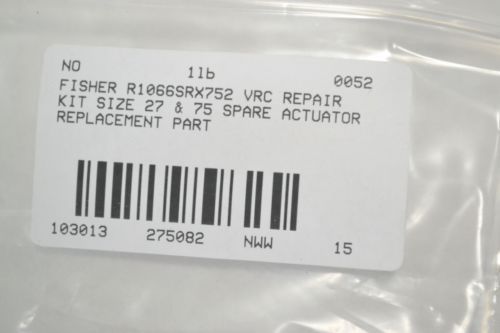 NO 1lb 0052
FISHER R1066SRX752 VRC REPAIR
KIT SIZE 27 & 75 SPARE ACTUATOR
REPLACEMENT PART
103013 275082 NWW 15